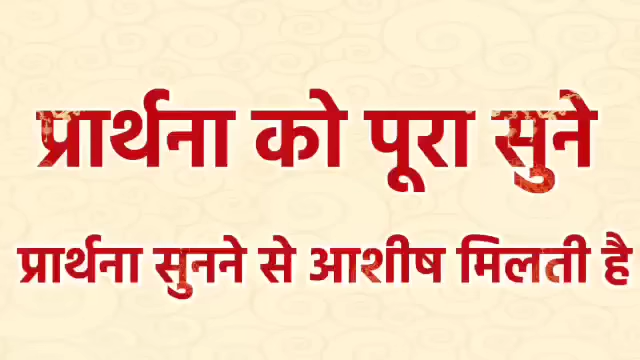 प्रार्थना को पूरा सुने
प्रार्थना सुनने से आशीष मिलती है